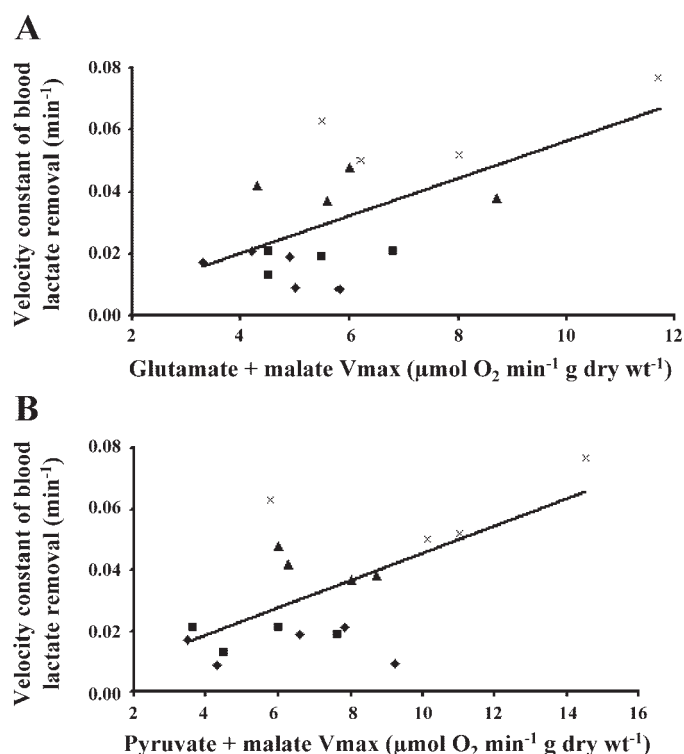 A
Velocity constant of blood
lactate removal (min⁻¹)
0.08
0.06
0.04
0.02
0.00
2 4 6 8 10 12
Glutamate + malate Vmax (µmol O₂ min⁻¹ g dry wt⁻¹)
B
Velocity constant of blood
lactate removal (min⁻¹)
0.08
0.06
0.04
0.02
0.00
2 4 6 8 10 12 14 16
Pyruvate + malate Vmax (µmol O₂ min⁻¹ g dry wt⁻¹)